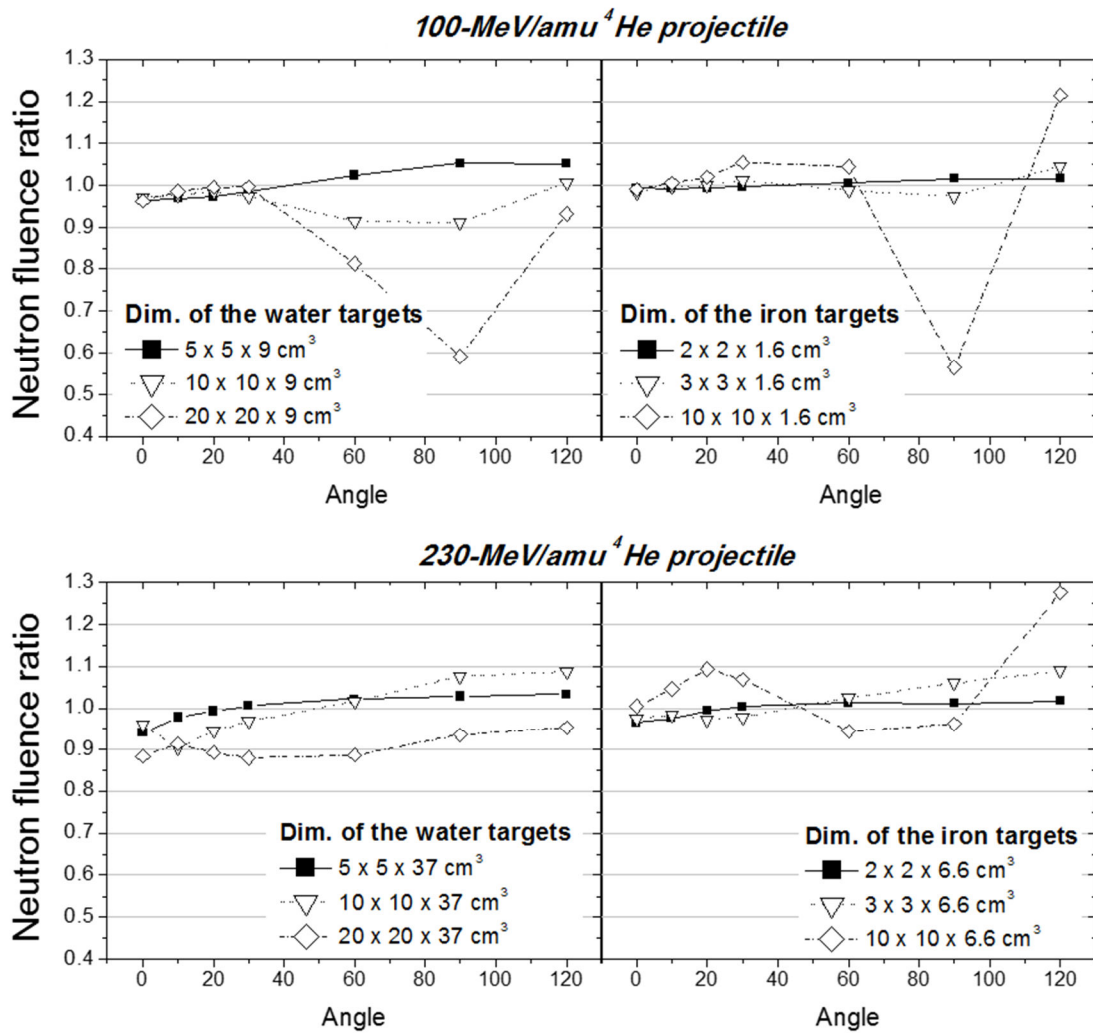 100-MeV/amu ⁴He projectile
Neutron fluence ratio
1.3
1.2
1.1
1.0
0.9
0.8
0.7
0.6
0.5
0.4
Dim. of the water targets
5 x 5 x 9 cm³
10 x 10 x 9 cm³
20 x 20 x 9 cm³
0 20 40 60 80 100 120
Angle
Dim. of the iron targets
2 x 2 x 1.6 cm³
3 x 3 x 1.6 cm³
10 x 10 x 1.6 cm³
0 20 40 60 80 100 120
Angle
230-MeV/amu ⁴He projectile
Neutron fluence ratio
1.3
1.2
1.1
1.0
0.9
0.8
0.7
0.6
0.5
0.4
Dim. of the water targets
5 x 5 x 37 cm³
10 x 10 x 37 cm³
20 x 20 x 37 cm³
0 20 40 60 80 100 120
Angle
Dim. of the iron targets
2 x 2 x 6.6 cm³
3 x 3 x 6.6 cm³
10 x 10 x 6.6 cm³
0 20 40 60 80 100 120
Angle